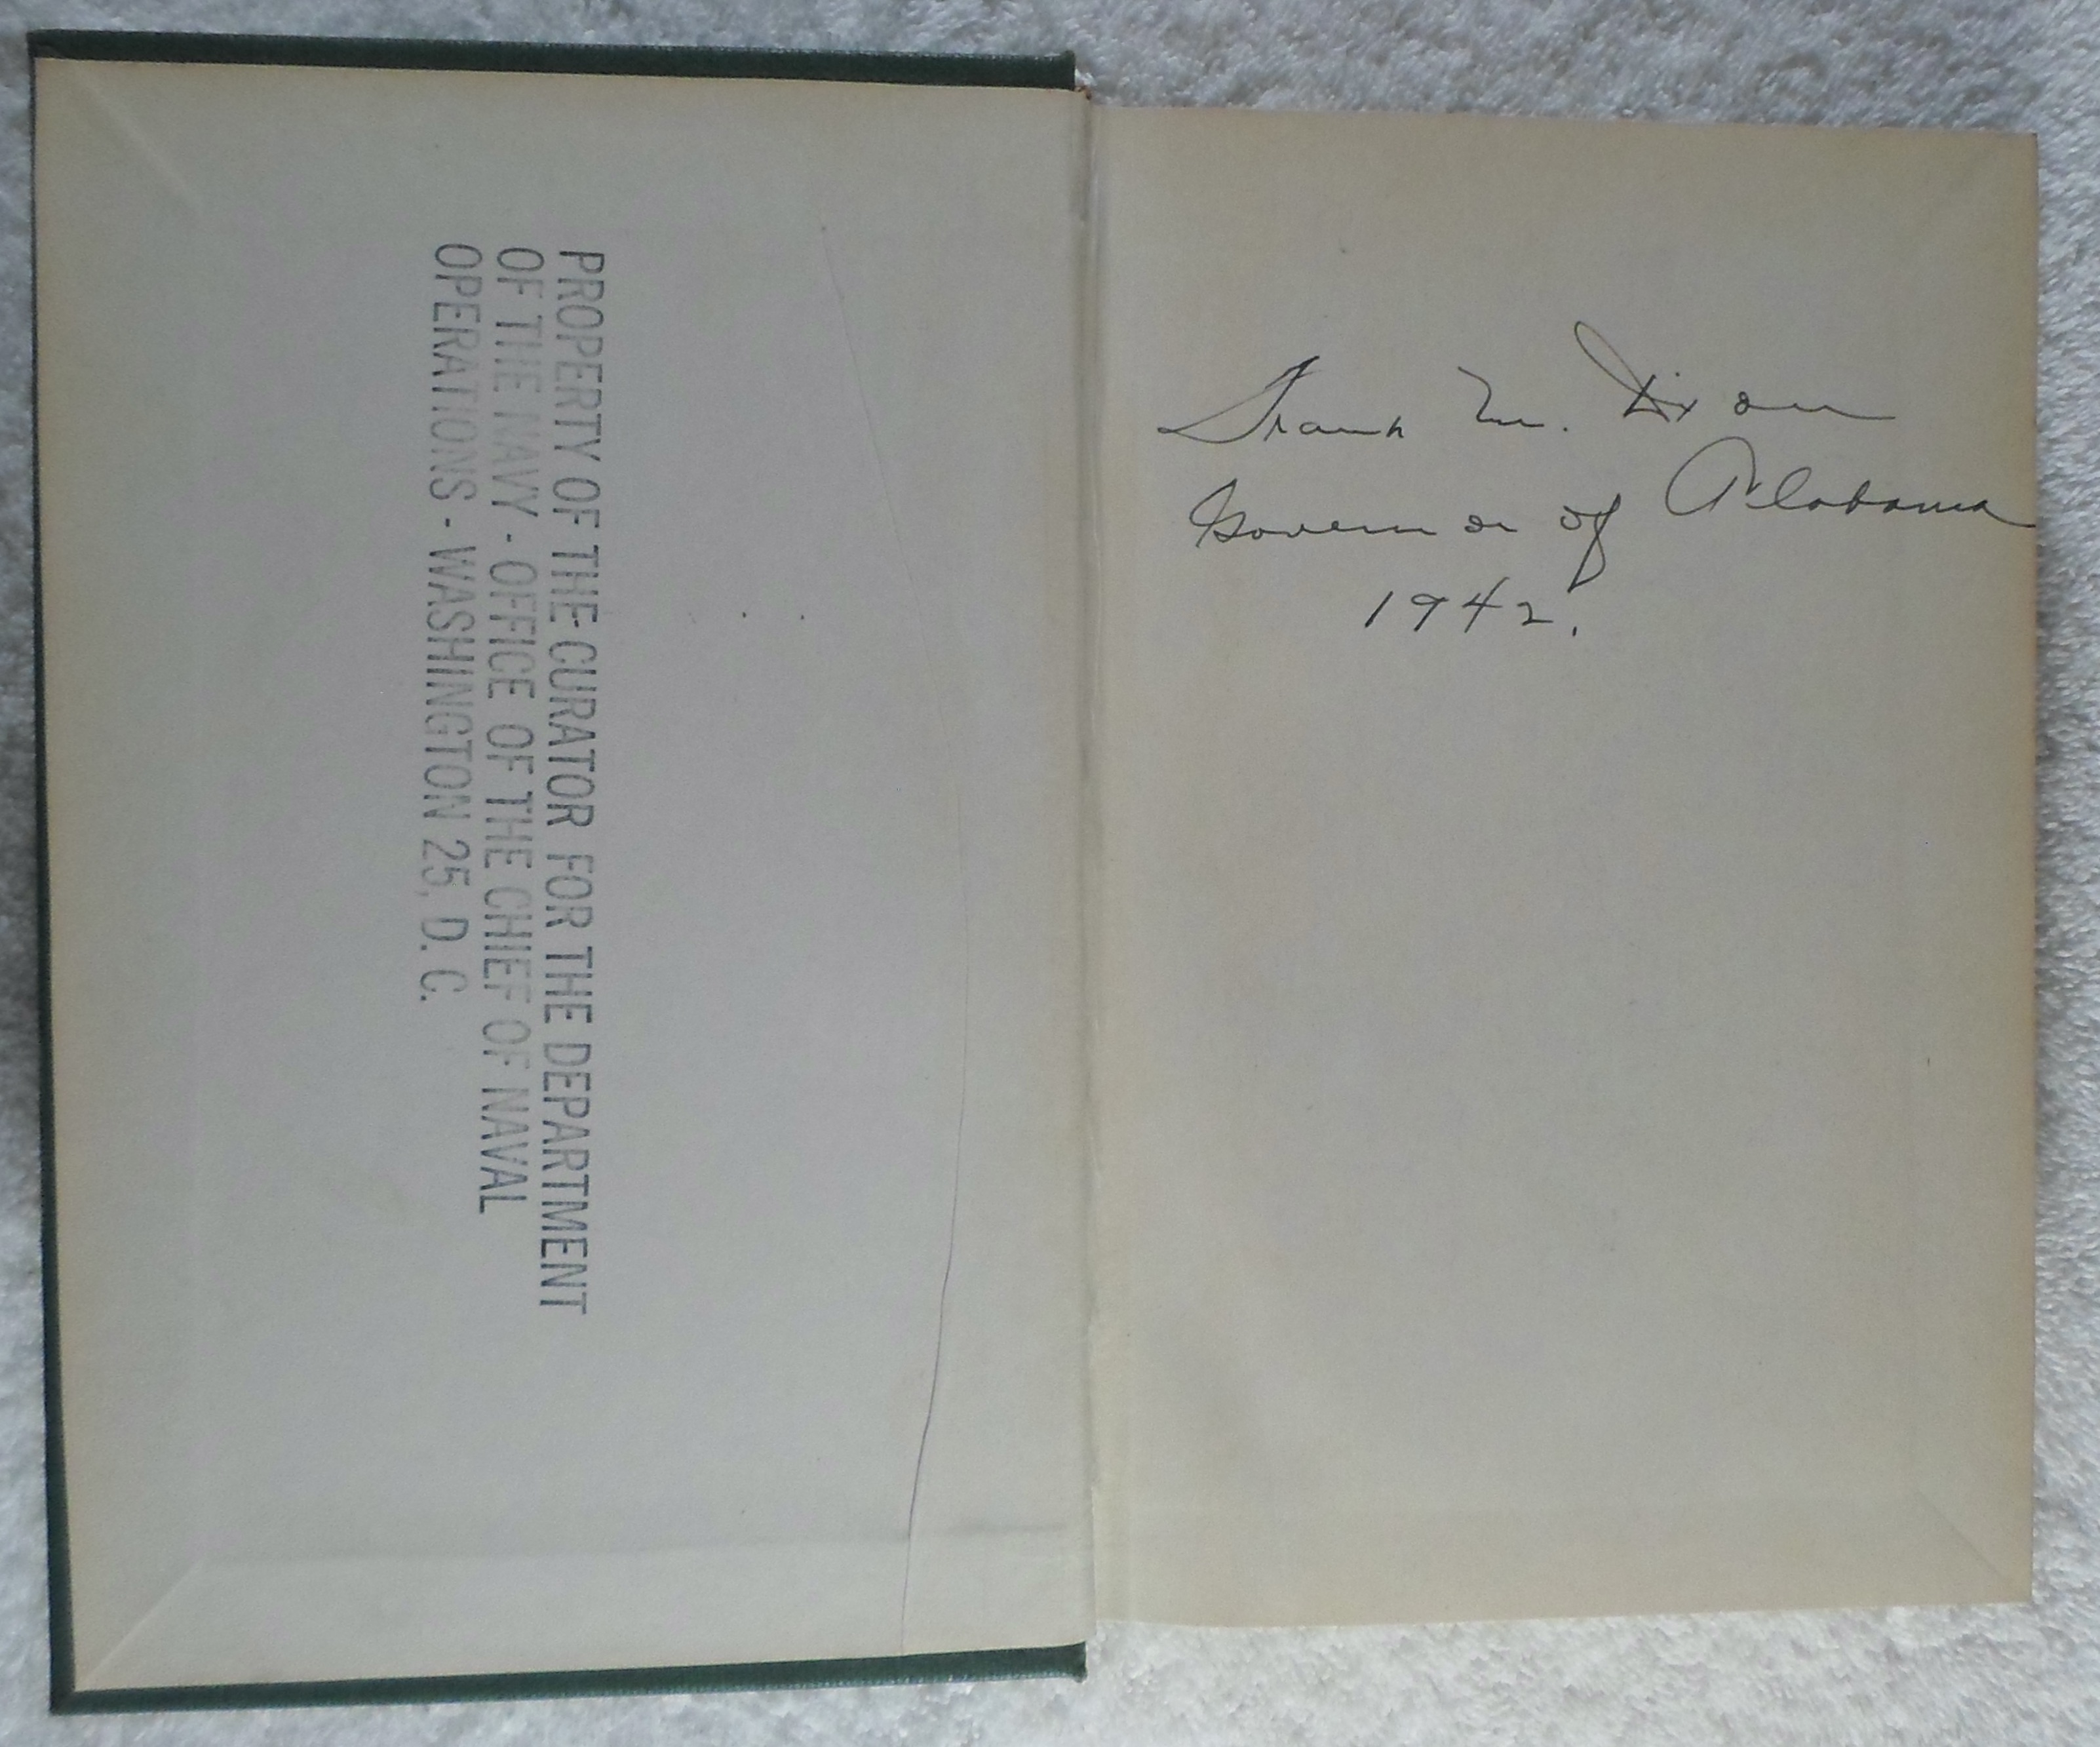 PROPERTY OF THE CURATOR FOR THE DEPARTMENT
OF THE NAVY - OFFICE OF THE CHIEF OF NAVAL
OPERATIONS - WASHINGTON 25, D. C.
Frank M. Dixon
Governor of Alabama
1942.